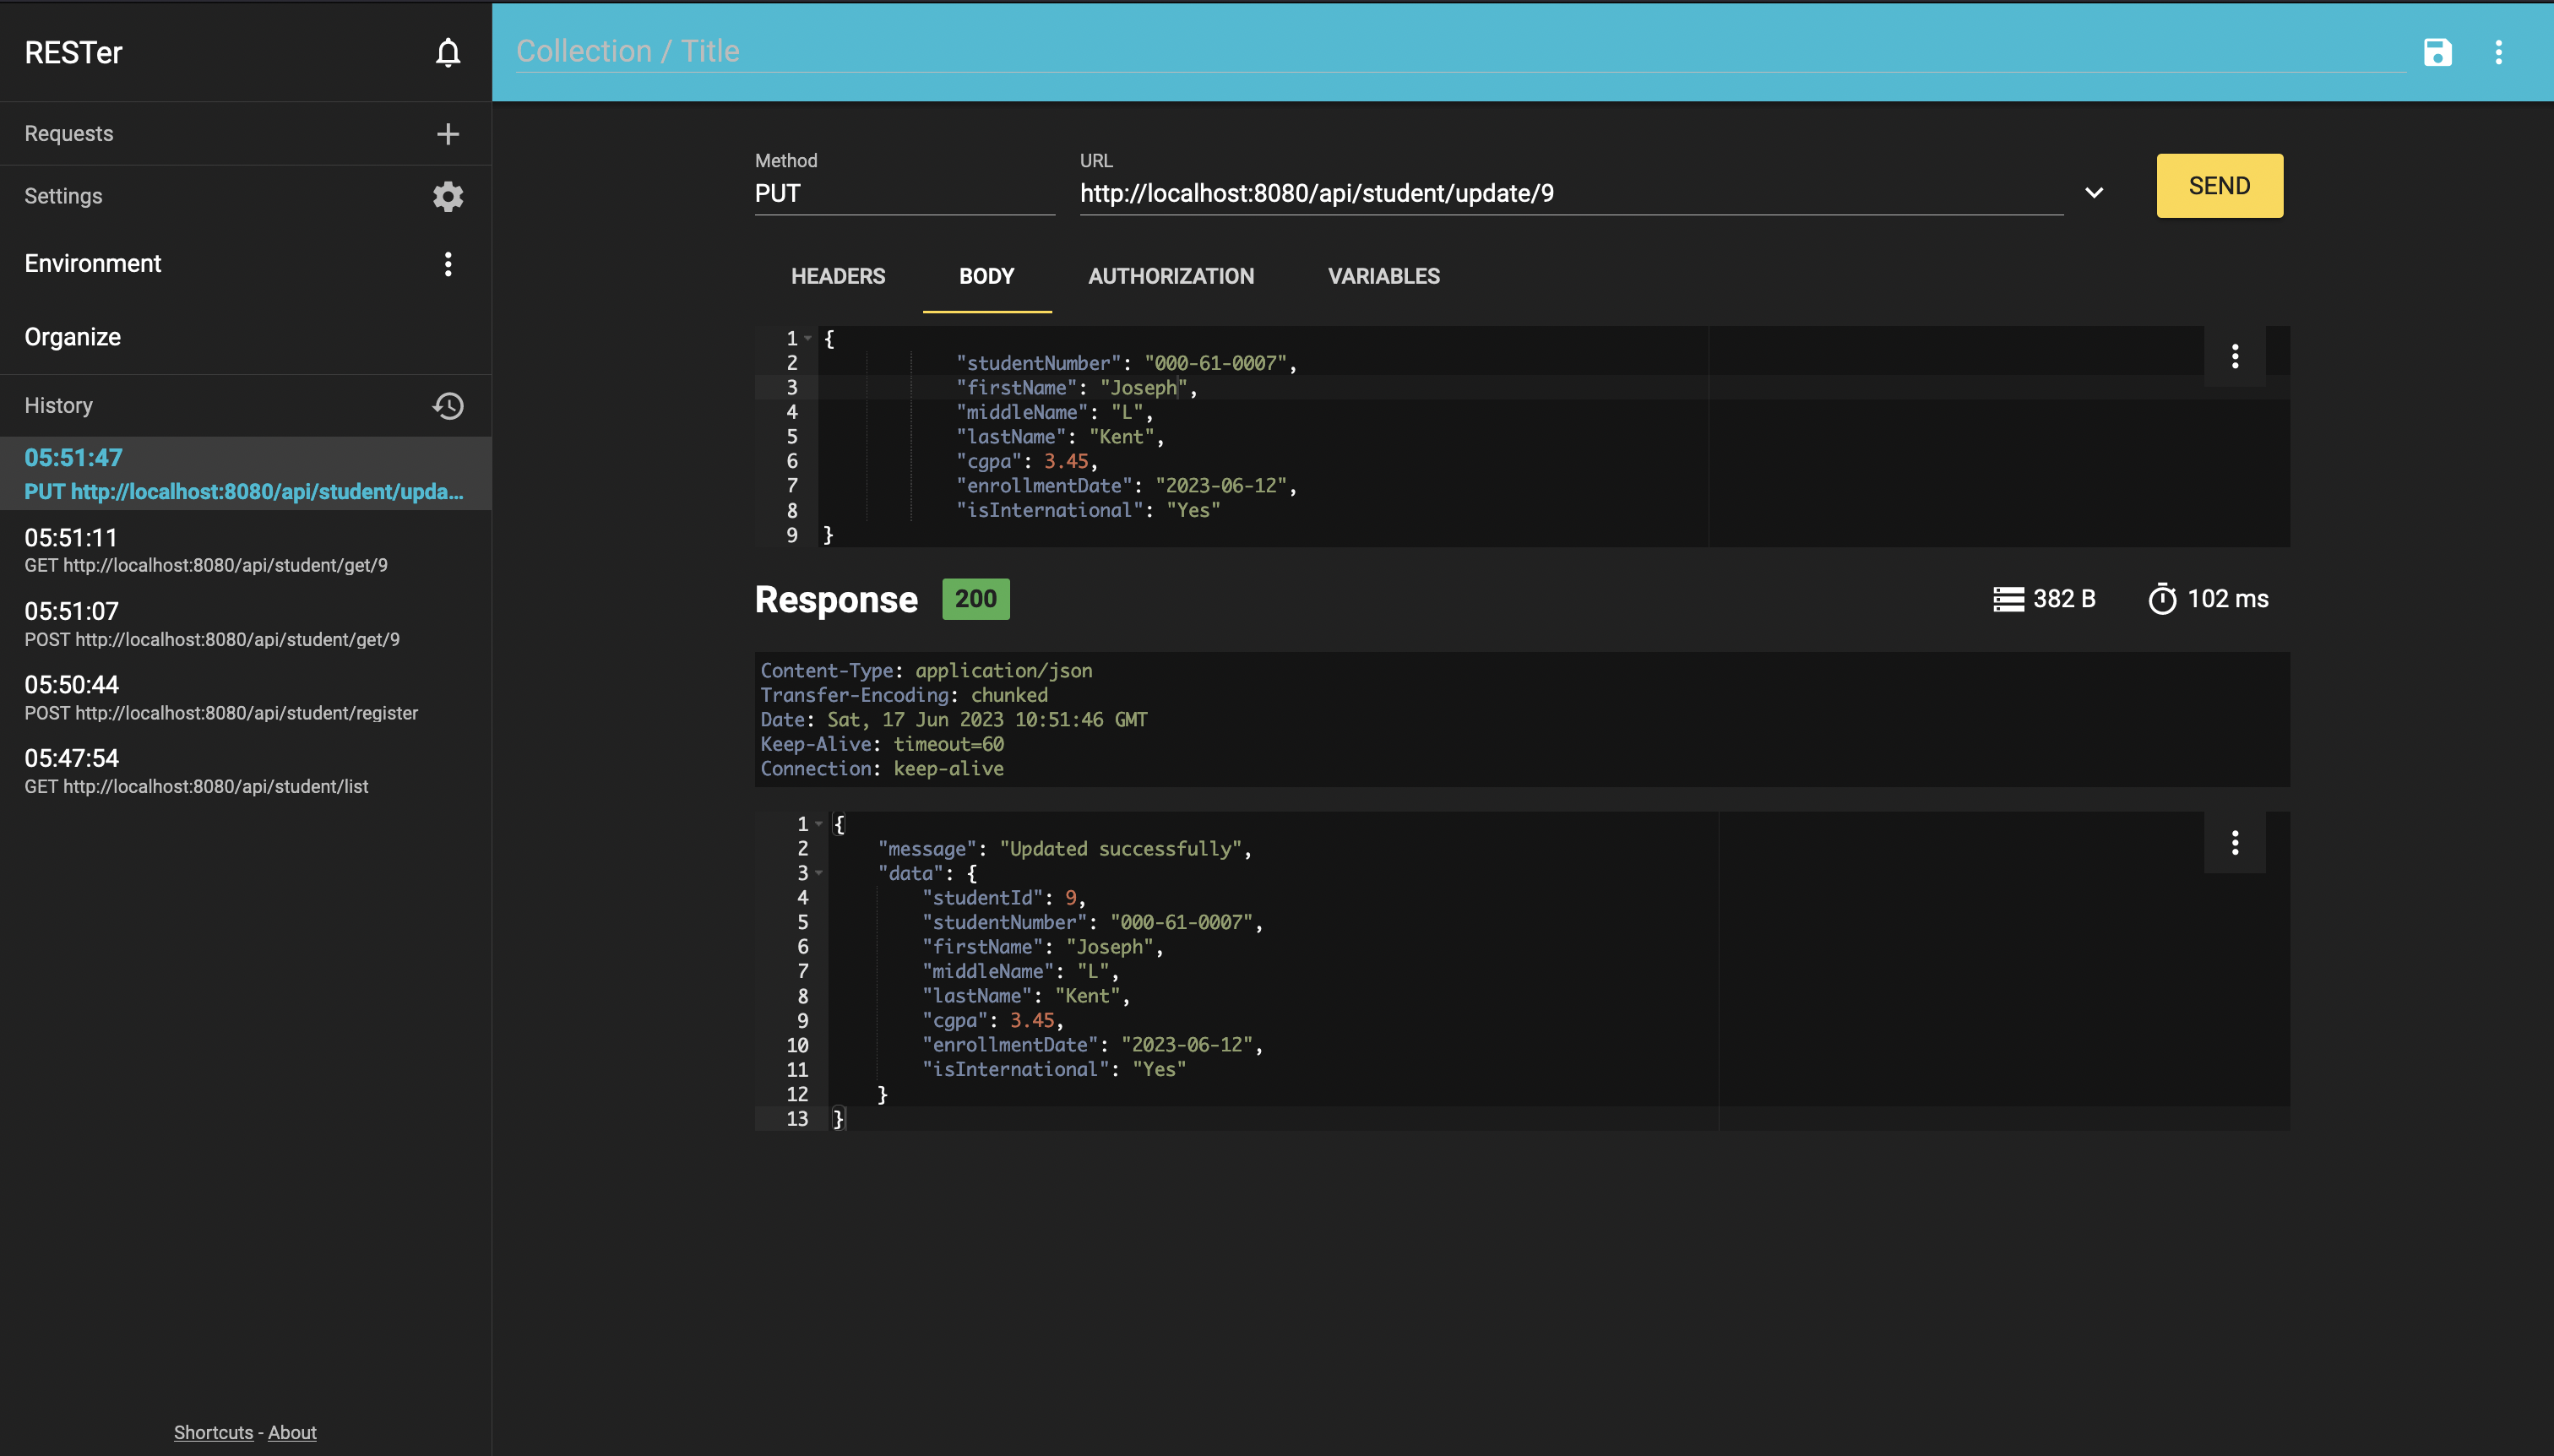 RESTer
Requests
Settings
Environment
Organize
History
05:51:47
PUT http://localhost:8080/api/student/upda...
05:51:11
GET http://localhost:8080/api/student/get/9
05:51:07
POST http://localhost:8080/api/student/get/9
05:50:44
POST http://localhost:8080/api/student/register
05:47:54
GET http://localhost:8080/api/student/list
Shortcuts - About
Collection / Title
Method
PUT
URL
http://localhost:8080/api/student/update/9
SEND
HEADERS BODY AUTHORIZATION VARIABLES
1 {
2 "studentNumber": "000-61-0007",
3 "firstName": "Joseph",
4 "middleName": "L",
5 "lastName": "Kent",
6 "cgpa": 3.45,
7 "enrollmentDate": "2023-06-12",
8 "isInternational": "Yes"
9 }
Response 200 382 B 102 ms
Content-Type: application/json
Transfer-Encoding: chunked
Date: Sat, 17 Jun 2023 10:51:46 GMT
Keep-Alive: timeout=60
Connection: keep-alive
1 {
2 "message": "Updated successfully",
3 "data": {
4 "studentId": 9,
5 "studentNumber": "000-61-0007",
6 "firstName": "Joseph",
7 "middleName": "L",
8 "lastName": "Kent",
9 "cgpa": 3.45,
10 "enrollmentDate": "2023-06-12",
11 "isInternational": "Yes"
12 }
13 }